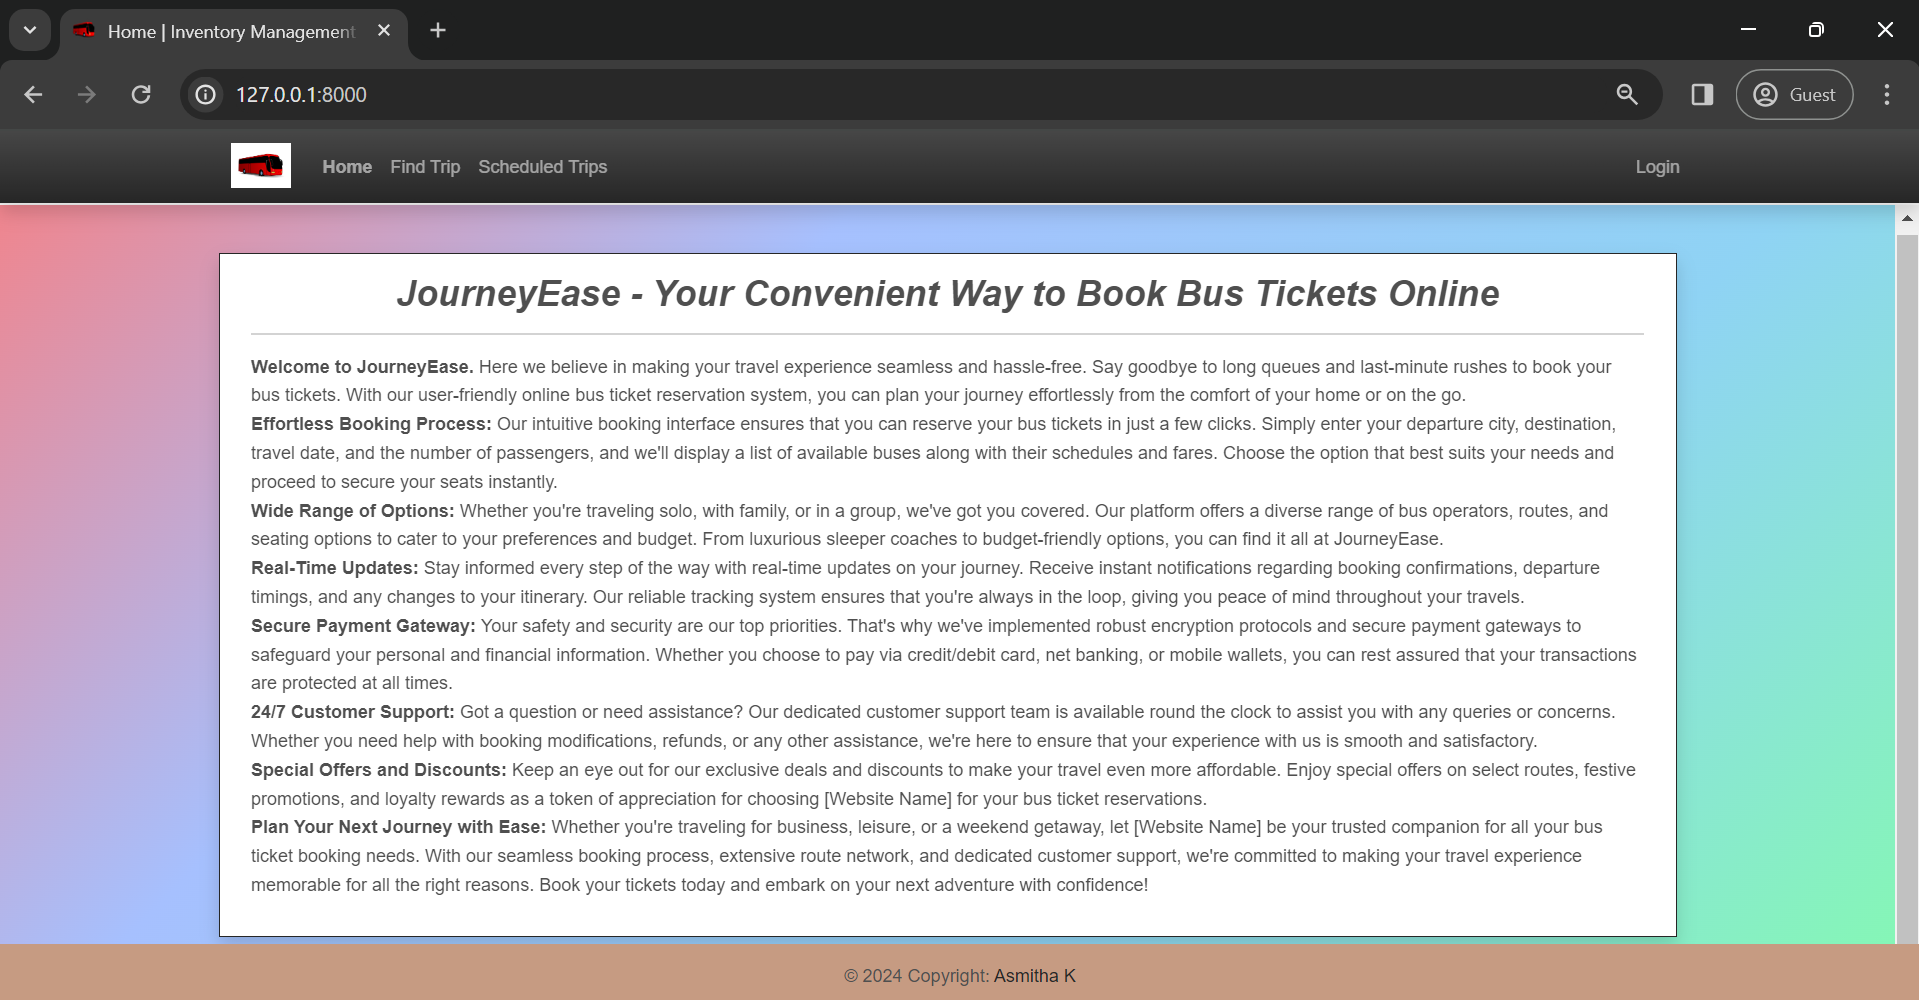 Home | Inventory Management
127.0.0.1:8000
Guest
Home Find Trip Scheduled Trips Login
JourneyEase - Your Convenient Way to Book Bus Tickets Online
Welcome to JourneyEase. Here we believe in making your travel experience seamless and hassle-free. Say goodbye to long queues and last-minute rushes to book your
bus tickets. With our user-friendly online bus ticket reservation system, you can plan your journey effortlessly from the comfort of your home or on the go.
Effortless Booking Process: Our intuitive booking interface ensures that you can reserve your bus tickets in just a few clicks. Simply enter your departure city, destination,
travel date, and the number of passengers, and we'll display a list of available buses along with their schedules and fares. Choose the option that best suits your needs and
proceed to secure your seats instantly.
Wide Range of Options: Whether you're traveling solo, with family, or in a group, we've got you covered. Our platform offers a diverse range of bus operators, routes, and
seating options to cater to your preferences and budget. From luxurious sleeper coaches to budget-friendly options, you can find it all at JourneyEase.
Real-Time Updates: Stay informed every step of the way with real-time updates on your journey. Receive instant notifications regarding booking confirmations, departure
timings, and any changes to your itinerary. Our reliable tracking system ensures that you're always in the loop, giving you peace of mind throughout your travels.
Secure Payment Gateway: Your safety and security are our top priorities. That's why we've implemented robust encryption protocols and secure payment gateways to
safeguard your personal and financial information. Whether you choose to pay via credit/debit card, net banking, or mobile wallets, you can rest assured that your transactions
are protected at all times.
24/7 Customer Support: Got a question or need assistance? Our dedicated customer support team is available round the clock to assist you with any queries or concerns.
Whether you need help with booking modifications, refunds, or any other assistance, we're here to ensure that your experience with us is smooth and satisfactory.
Special Offers and Discounts: Keep an eye out for our exclusive deals and discounts to make your travel even more affordable. Enjoy special offers on select routes, festive
promotions, and loyalty rewards as a token of appreciation for choosing [Website Name] for your bus ticket reservations.
Plan Your Next Journey with Ease: Whether you're traveling for business, leisure, or a weekend getaway, let [Website Name] be your trusted companion for all your bus
ticket booking needs. With our seamless booking process, extensive route network, and dedicated customer support, we're committed to making your travel experience
memorable for all the right reasons. Book your tickets today and embark on your next adventure with confidence!
© 2024 Copyright: Asmitha K